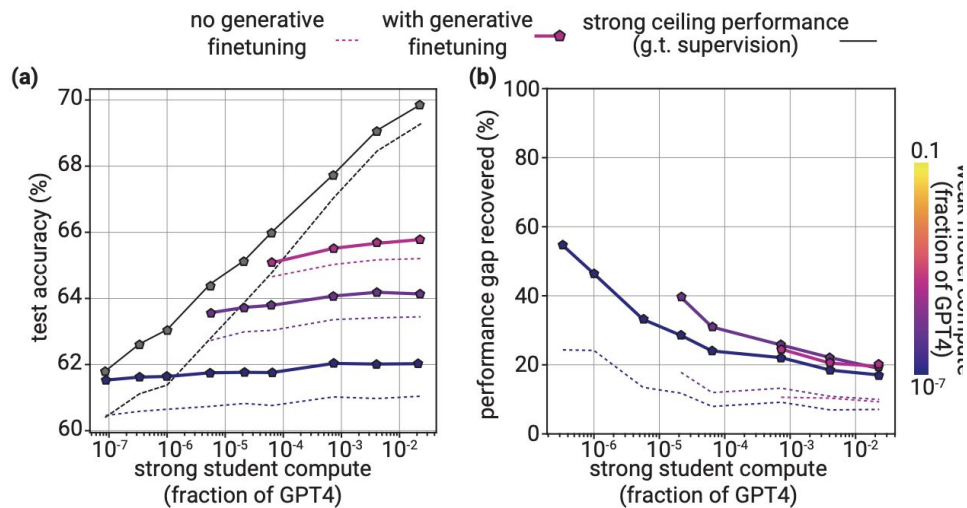 no generative finetuning
with generative finetuning
strong ceiling performance (g.t. supervision)
(a)
70
68
66
64
62
60
test accuracy (%)
10-7 10-6 10-5 10-4 10-3 10-2
strong student compute
(fraction of GPT4)
(b)
100
80
60
40
20
0
performance gap recovered (%)
10-6 10-5 10-4 10-3 10-2
strong student compute
(fraction of GPT4)
0.1
10-7
weak model compute
(fraction of GPT4)